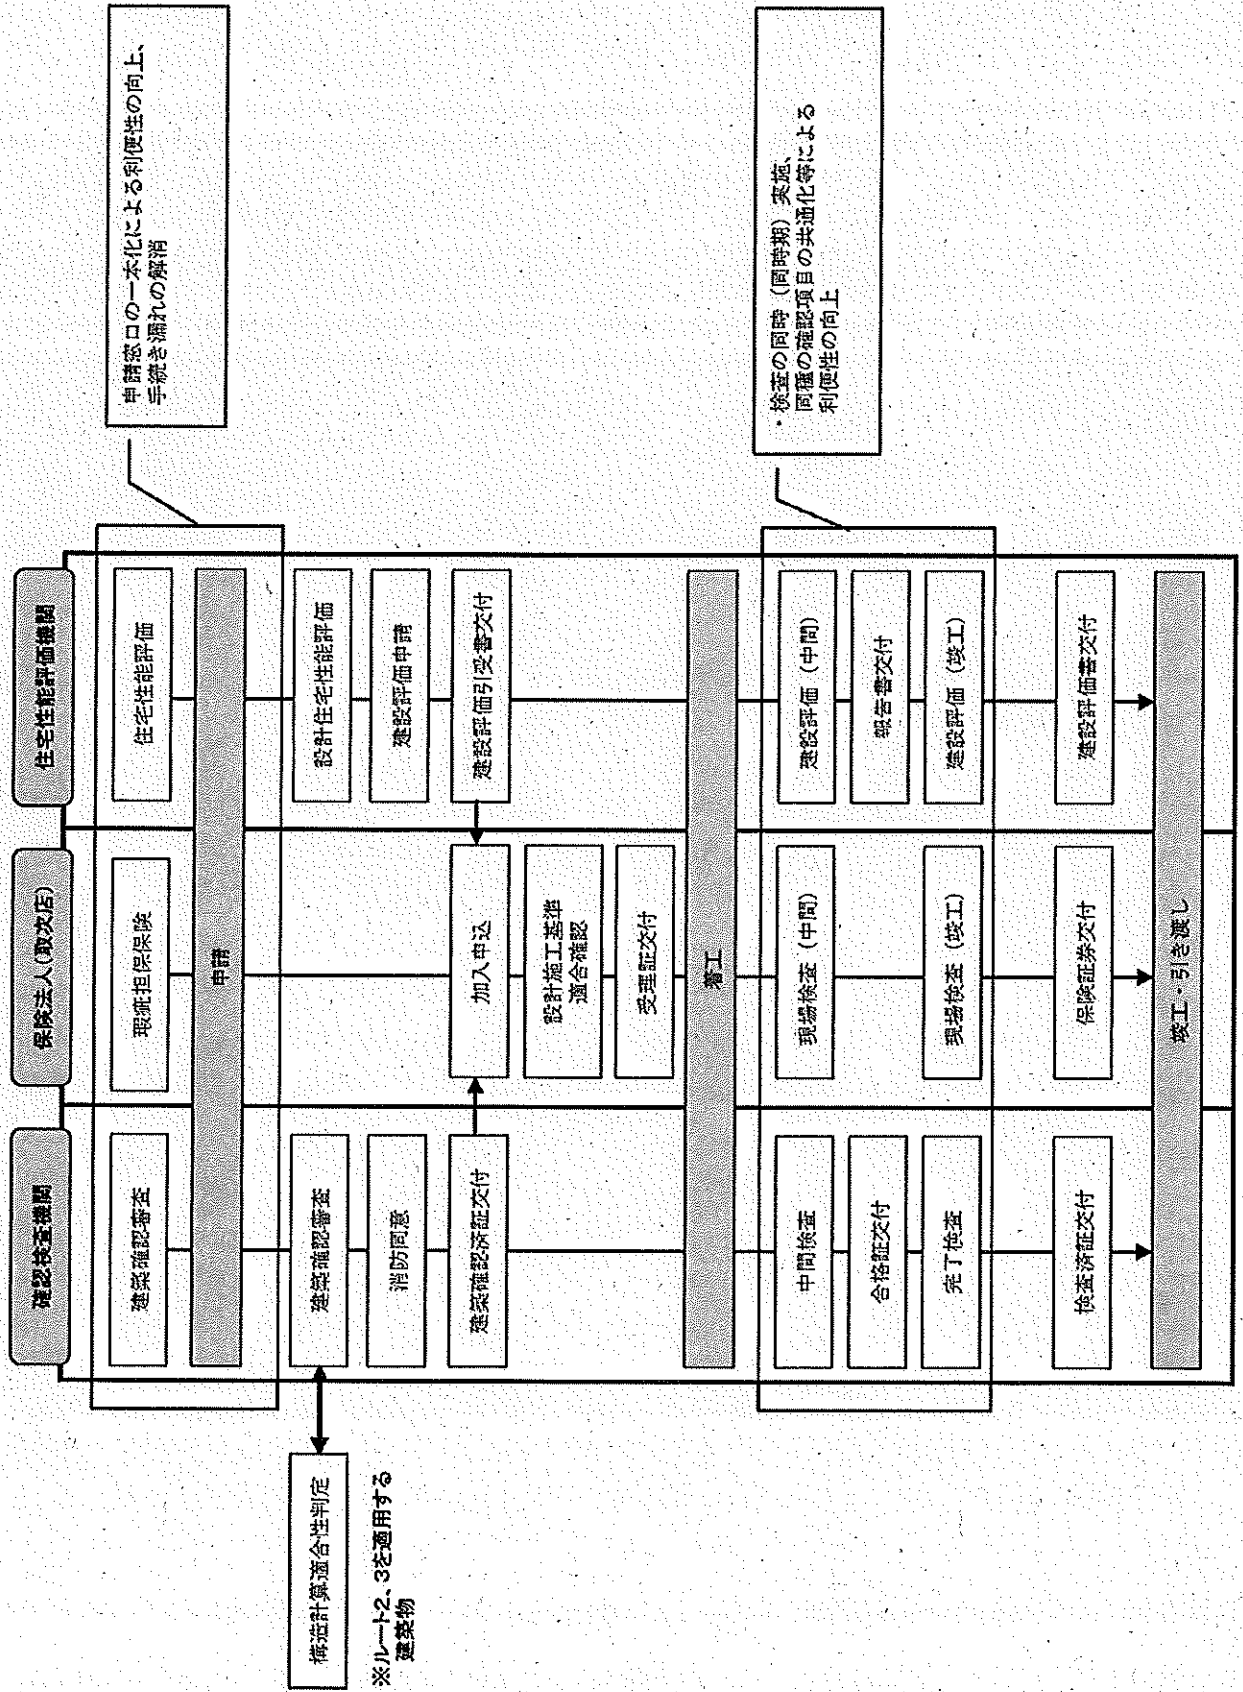 確認検査機関
保険法人(取次店)
住宅性能評価機関
建築確認審査
瑕疵担保保険
住宅性能評価
申請
申請窓口の一本化による利便性の向上、
手続き漏れの解消
構造計算適合性判定
※ルート2、3を適用する
建築物
建築確認審査
設計住宅性能評価
消防同意
建設評価申請
建築確認済証交付
加入申込
建設評価引受書交付
設計施工基準
適合確認
受理証交付
着工
中間検査
現場検査(中間)
建設評価(中間)
合格証交付
報告書交付
完了検査
現場検査(竣工)
建設評価(竣工)
・検査の同時(同時期)実施、
同種の確認項目の共通化等による
利便性の向上
検査済証交付
保険証券交付
建設評価書交付
竣工・引き渡し